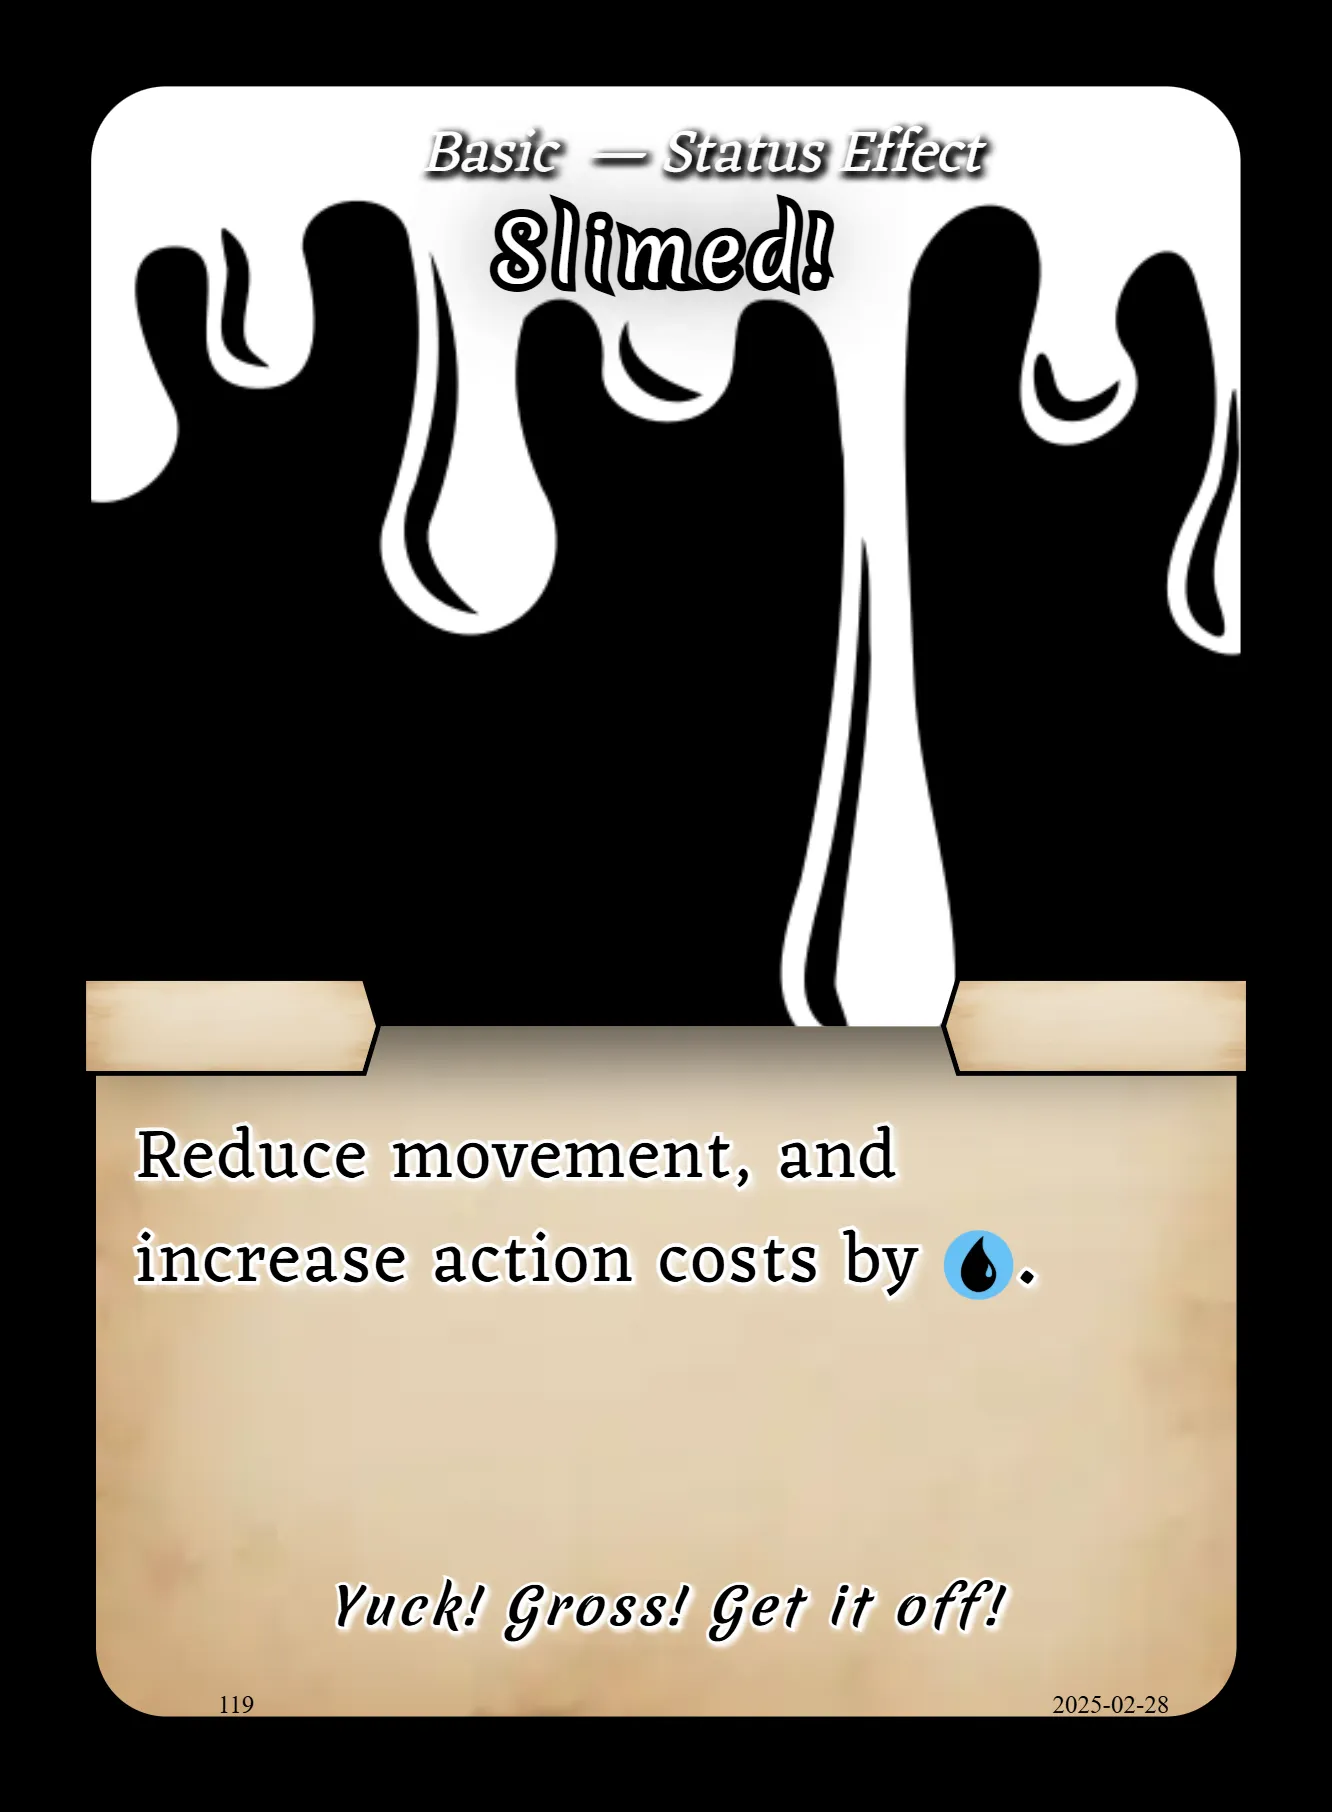 Basic — Status Effect
Slimed!
Reduce movement, and
increase action costs by .
Yuck! Gross! Get it off!
119
2025-02-28